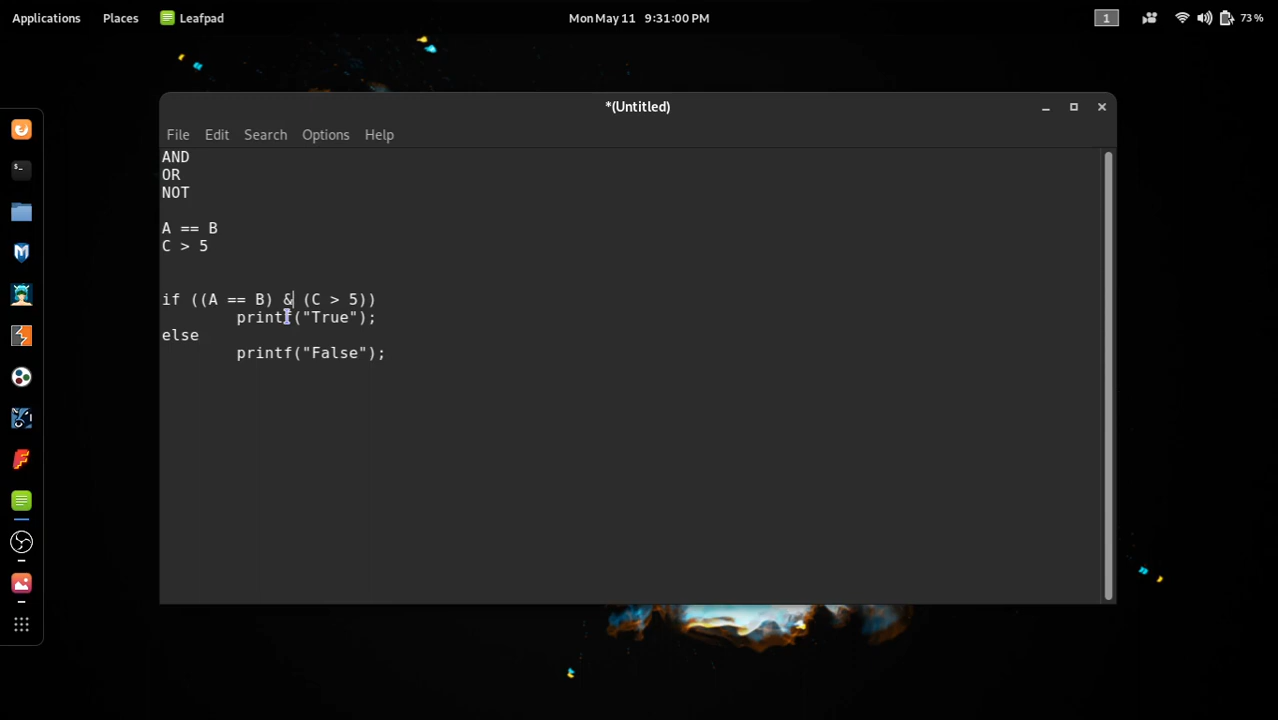 Applications Places Leafpad Mon May 11 9:31:00 PM 1 73 %
*(Untitled)
File Edit Search Options Help
AND
OR
NOT
A == B
C > 5
if ((A == B) & (C > 5))
printf("True");
else
printf("False");